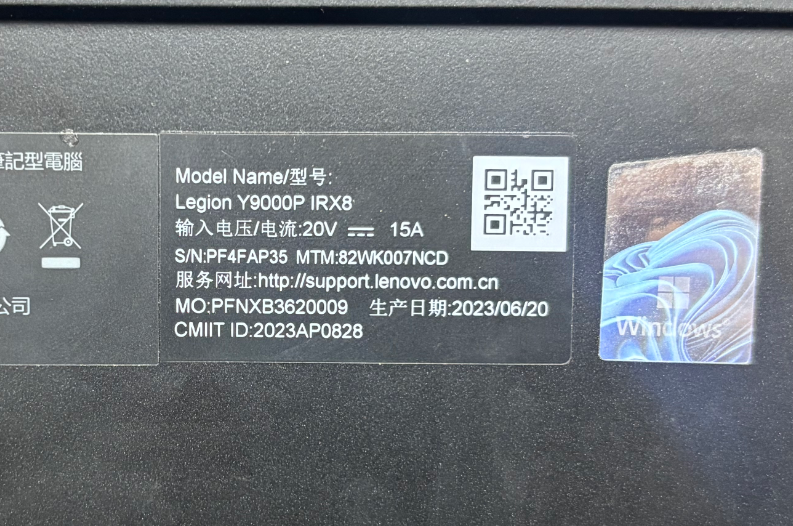 筆記型電腦
公司
Model Name/型号:
Legion Y9000P IRX8
输入电压/电流:20V ⎓ 15A
S/N:PF4FAP35 MTM:82WK007NCD
服务网址:http://support.lenovo.com.cn
MO:PFNXB3620009 生产日期:2023/06/20
CMIIT ID:2023AP0828
Windows